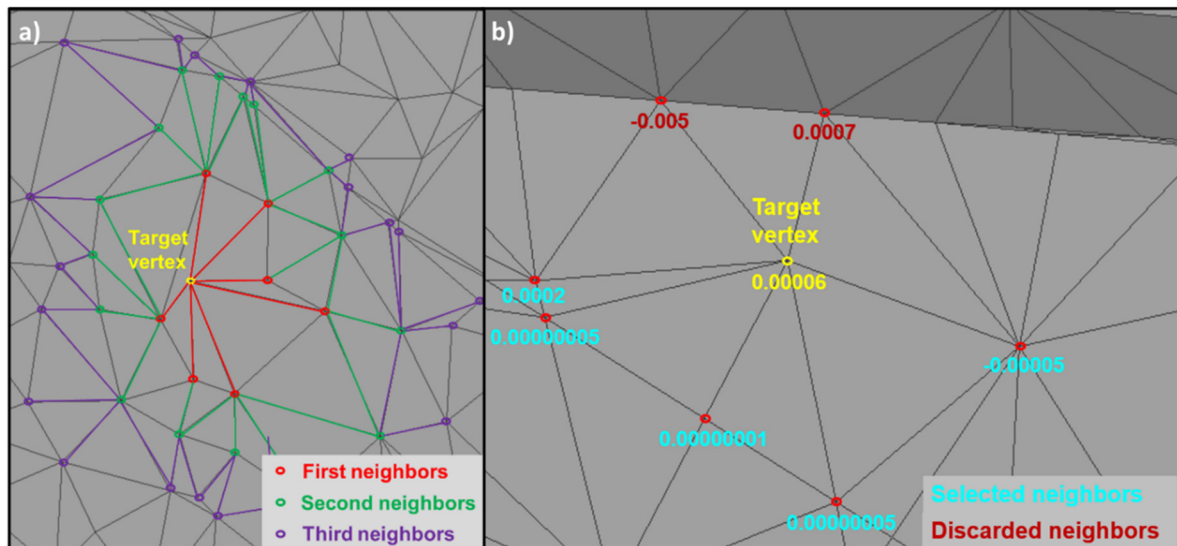 a)
Target
vertex
First neighbors
Second neighbors
Third neighbors
b)
-0.005
0.0007
Target
vertex
0.00006
0.0002
0.00000005
-0.00005
0.00000001
0.00000005
Selected neighbors
Discarded neighbors